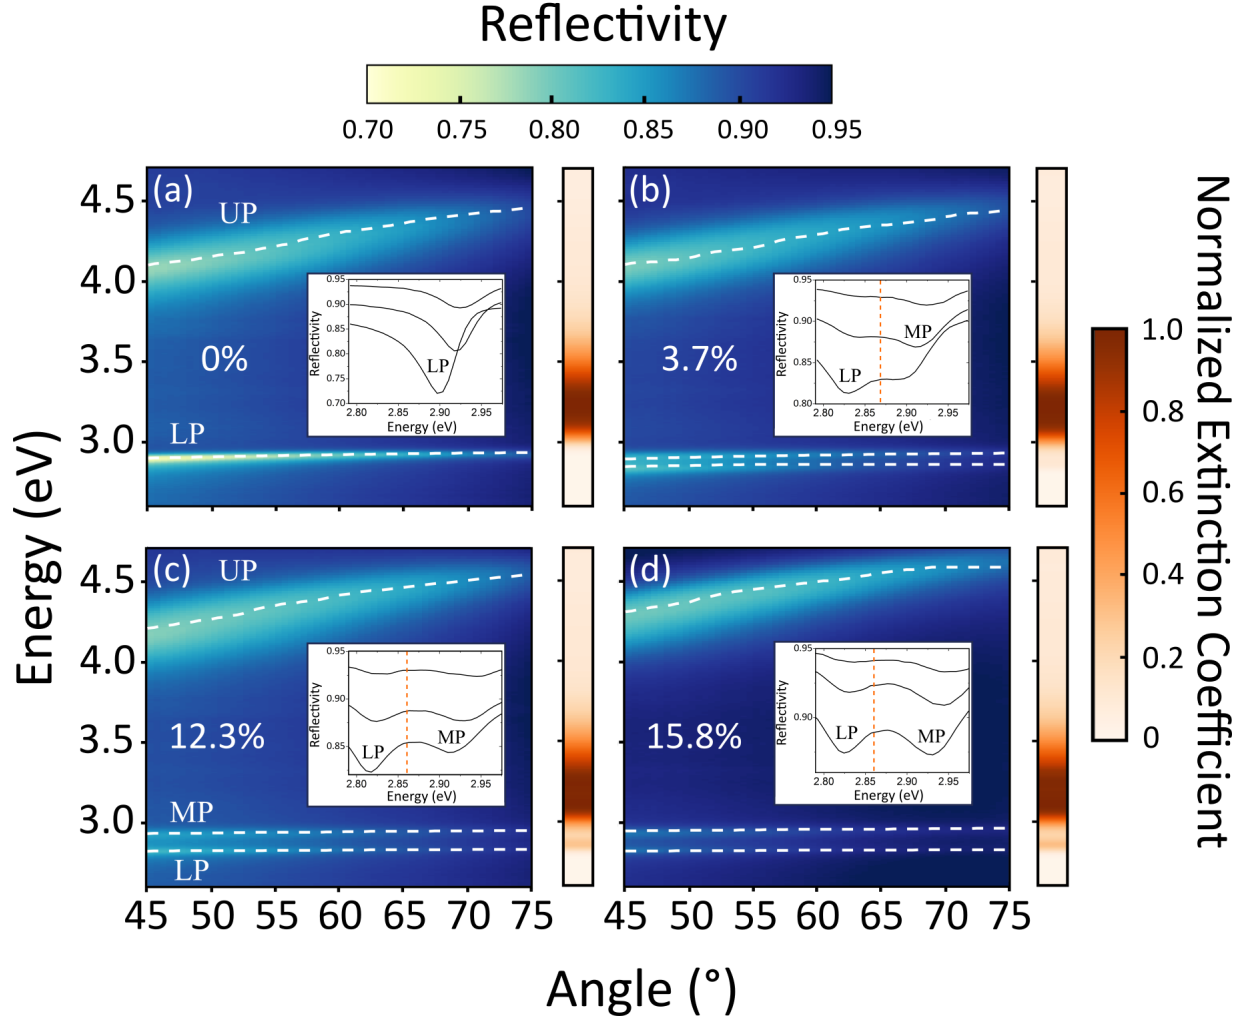 Reflectivity
0.70 0.75 0.80 0.85 0.90 0.95
Energy (eV)
(a)
UP
0%
LP
4.5
4.0
3.5
3.0
Reflectivity
0.95
0.90
0.85
0.80
0.75
0.70
LP
2.80 2.85 2.90 2.95
Energy (eV)
(b)
3.7%
Reflectivity
0.95
0.90
0.85
0.80
MP
LP
2.80 2.86 2.91 2.97
Energy (eV)
(c)
UP
12.3%
MP
LP
4.5
4.0
3.5
3.0
Reflectivity
0.95
0.90
0.85
LP
MP
2.80 2.85 2.90 2.95
Energy (eV)
(d)
15.8%
Reflectivity
0.95
0.90
LP
MP
2.80 2.85 2.90 2.95
Energy (eV)
45 50 55 60 65 70 75
45 50 55 60 65 70 75
Angle (°)
1.0
0.8
0.6
0.4
0.2
0
Normalized Extinction Coefficient